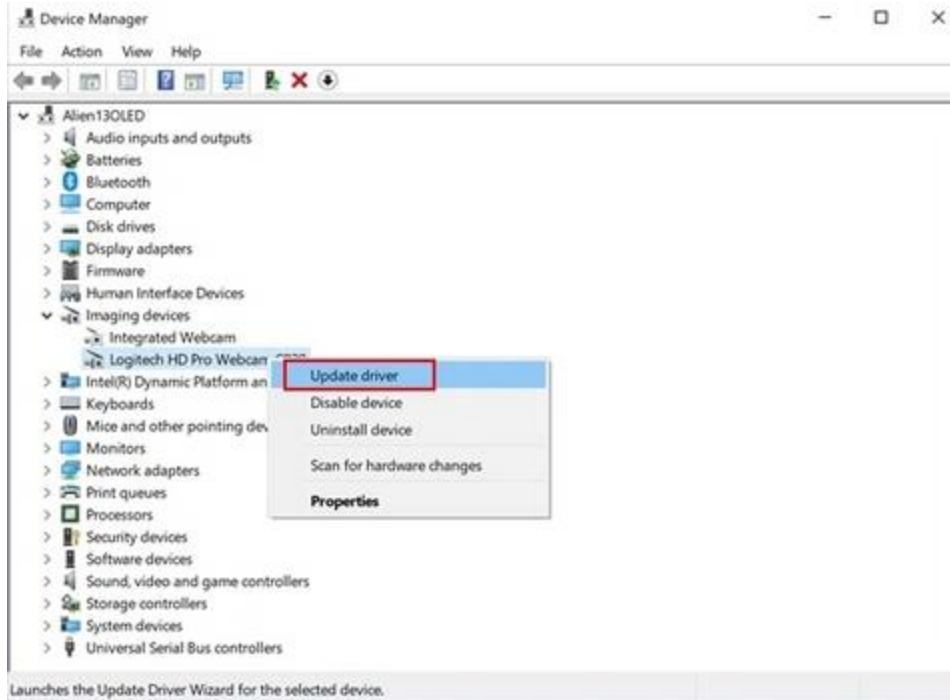 Device Manager
File Action View Help
Alien13OLED
Audio inputs and outputs
Batteries
Bluetooth
Computer
Disk drives
Display adapters
Firmware
Human Interface Devices
Imaging devices
Integrated Webcam
Logitech HD Pro Webcam
Intel(R) Dynamic Platform an
Keyboards
Mice and other pointing dev
Monitors
Network adapters
Print queues
Processors
Security devices
Software devices
Sound, video and game controllers
Storage controllers
System devices
Universal Serial Bus controllers
Update driver
Disable device
Uninstall device
Scan for hardware changes
Properties
Launches the Update Driver Wizard for the selected device.